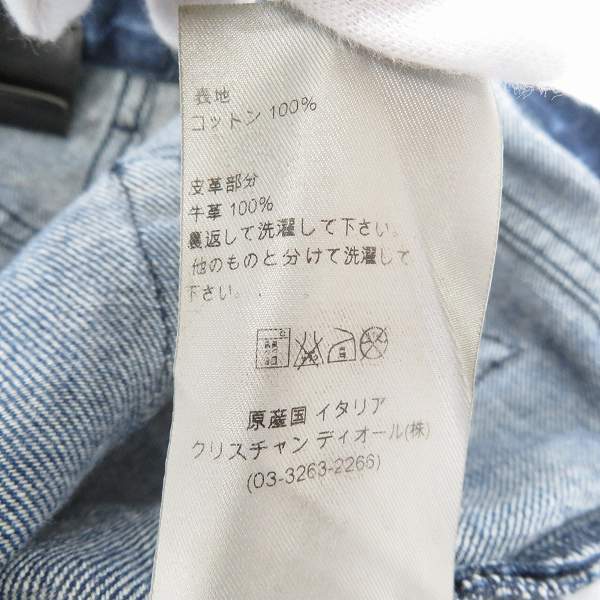 表地
コットン 100%
皮革部分
牛革 100%
裏返して洗濯して下さい。
他のものと分けて洗濯して
下さい。
原産国 イタリア
クリスチャン ディオール(株)
(03-3263-2266)